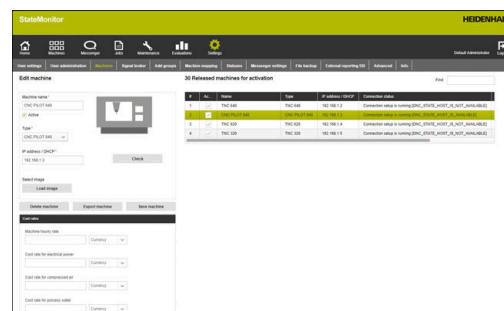 StateMonitor
HEIDENHAIN
Home
Machines
Messenger
Jobs
Maintenance
Evaluations
Settings
Default Administrator
User settings
User administration
Machines
Signal broker
Add groups
Machine mapping
Statuses
Messenger settings
File backup
External reporting SSI
Advanced
Info
Edit machine
Machine name*
CNC PILOT 640
Active
Type*
CNC PILOT 640
IP address / DHCP*
192.168.1.3
Check
Select image
Load image
Delete machine
Export machine
Save machine
Cost rates
Machine hourly rate
Currency
Cost rate for electrical power
Currency
Cost rate for compressed air
Currency
Cost rate for process water
Currency
30 Released machines for activation
Find
# Ac... Name Type IP address / DHCP Connection status
1 TNC 640 TNC 640 192.168.1.2 Connection setup is running [DNC_STATE_HOST_IS_NOT_AVAILABLE]
2 CNC PILOT 640 CNC PILOT 640 192.168.1.3 Connection setup is running [DNC_STATE_HOST_IS_NOT_AVAILABLE]
3 TNC 620 TNC 620 192.168.1.4 Connection setup is running [DNC_STATE_HOST_IS_NOT_AVAILABLE]
4 TNC 320 TNC 320 192.168.1.5 Connection setup is running [DNC_STATE_HOST_IS_NOT_AVAILABLE]